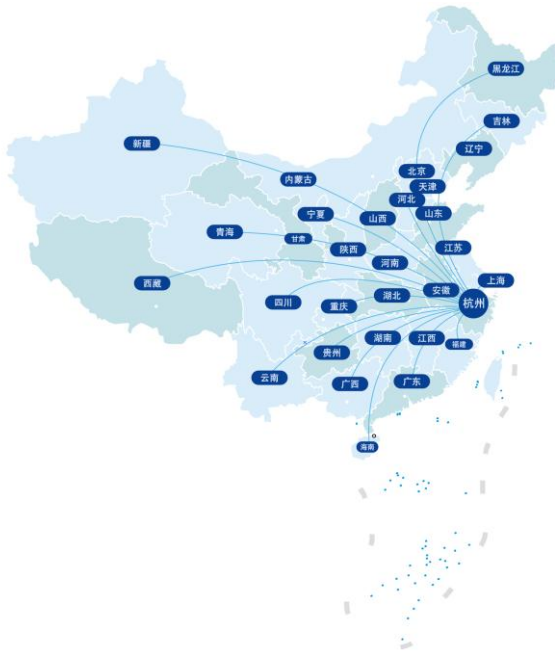 黑龙江
吉林
新疆
辽宁
北京
内蒙古
天津
河北
宁夏
山西
山东
青海
甘肃
陕西
江苏
河南
西藏
上海
四川
重庆
湖北
安徽
杭州
贵州
湖南
江西
福建
云南
广西
广东
海南